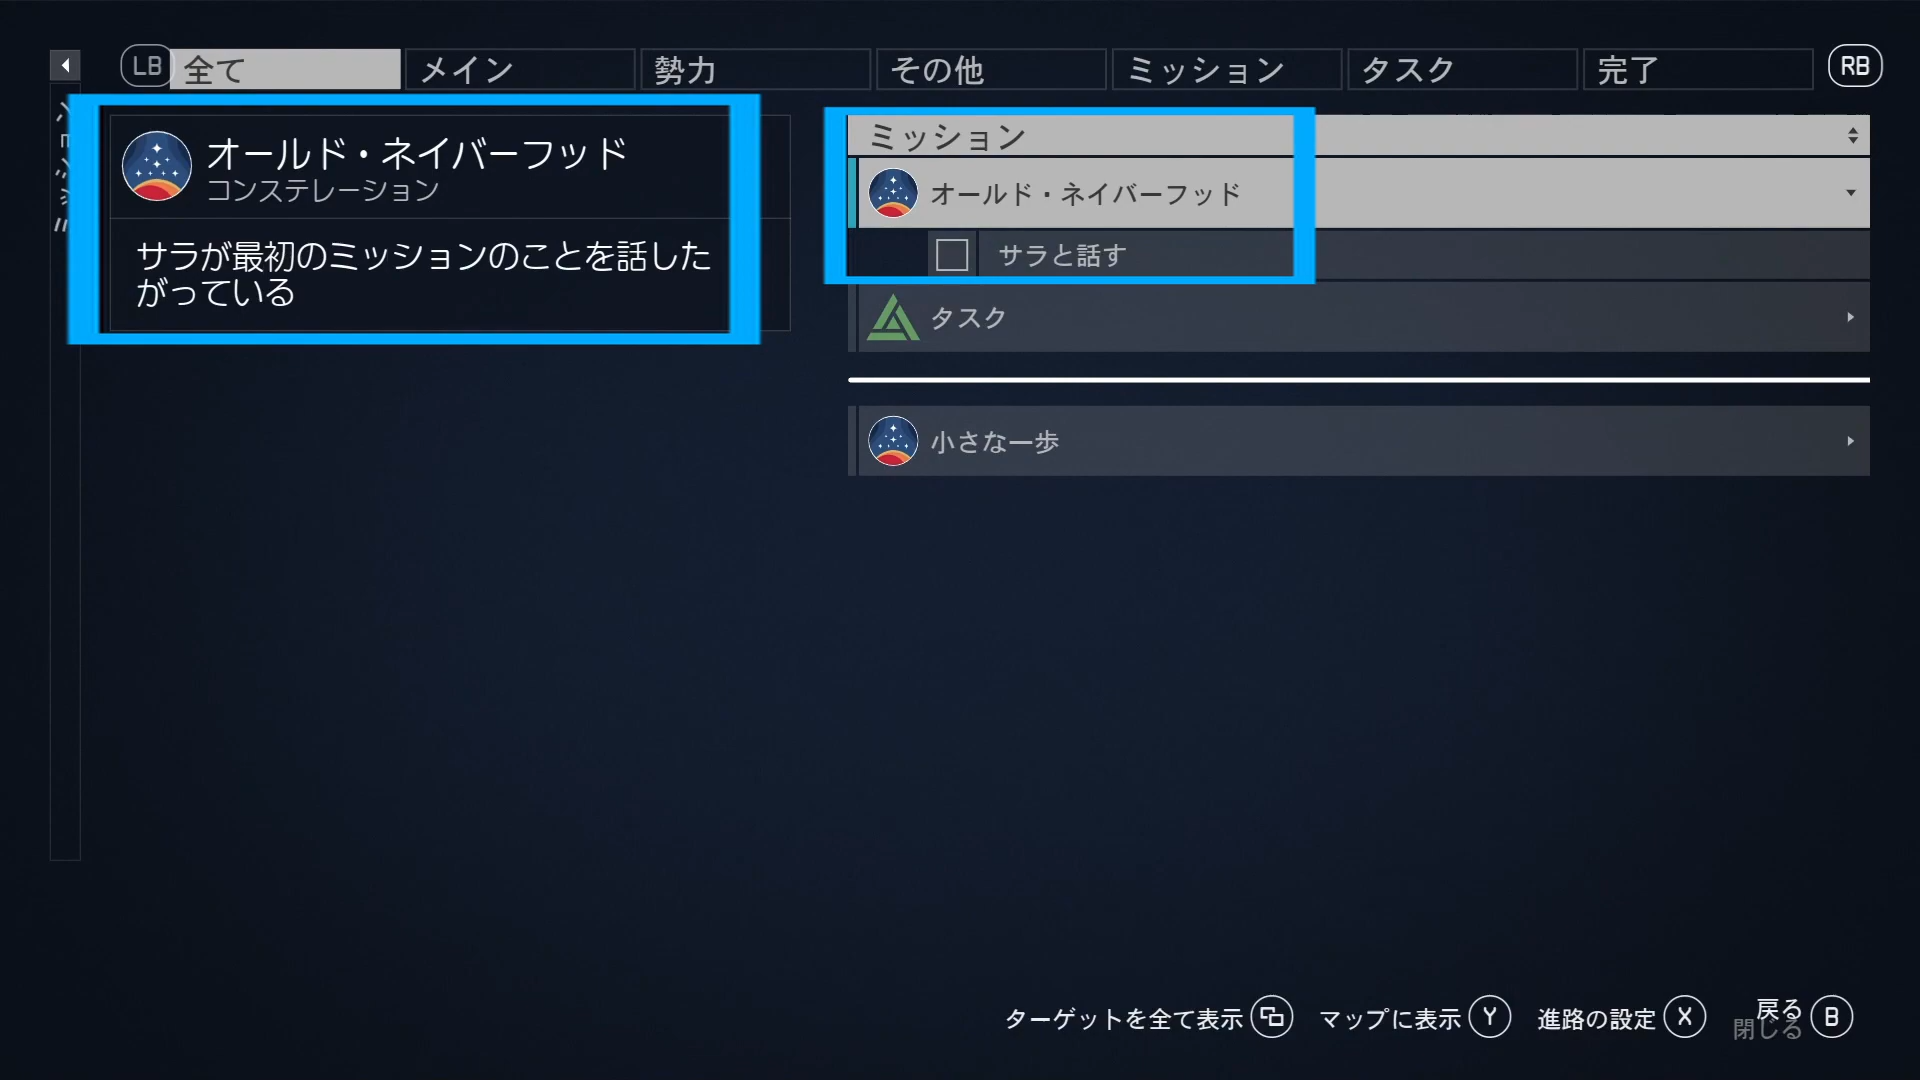 LB 全て メイン 勢力 その他 ミッション タスク 完了 RB
オールド・ネイバーフッド
コンステレーション
サラが最初のミッションのことを話した
がっている
ミッション
オールド・ネイバーフッド
サラと話す
タスク
小さな一歩
ターゲットを全て表示 マップに表示 Y 進路の設定 X 戻る B
閉じる